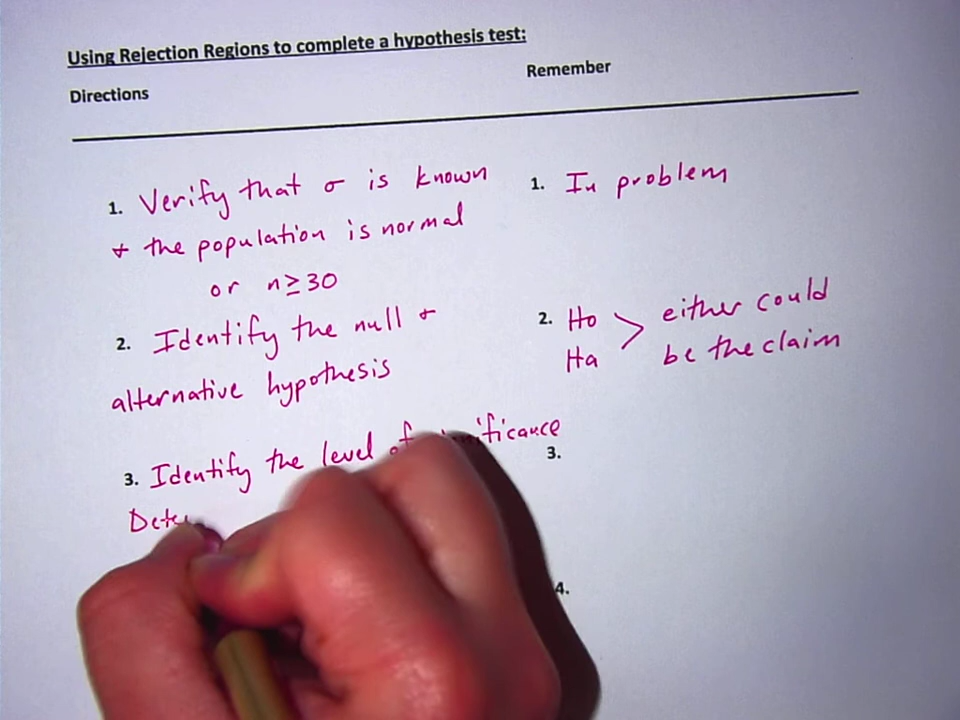 Using Rejection Regions to complete a hypothesis test:
Directions
Remember
1. Verify that σ is known
+ the population is normal
or n ≥ 30
1. In problem
2. Identify the null +
alternative hypothesis
2. Ho > either could
Ha be the claim
3. Identify the level of
3.
4.